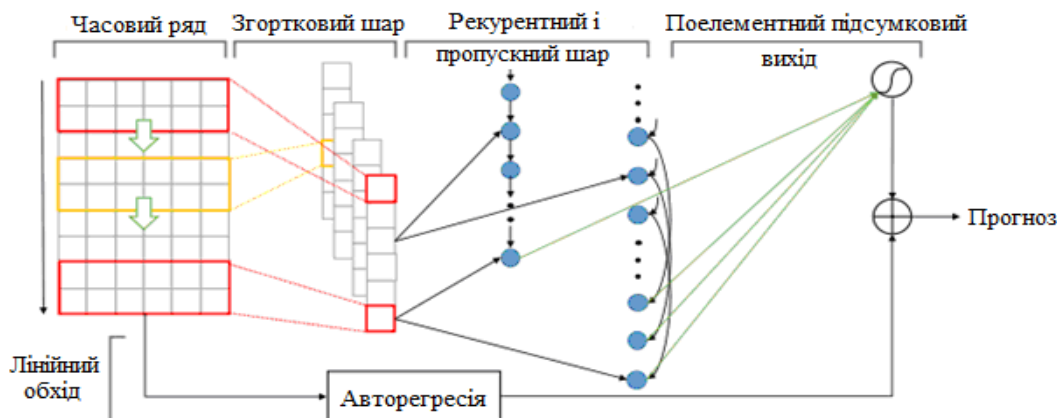 Часовий ряд
Згортковий шар
Рекурентний і
пропускний шар
Поелементний підсумковий
вихід
Прогноз
Лінійний
обхід
Авторегресія